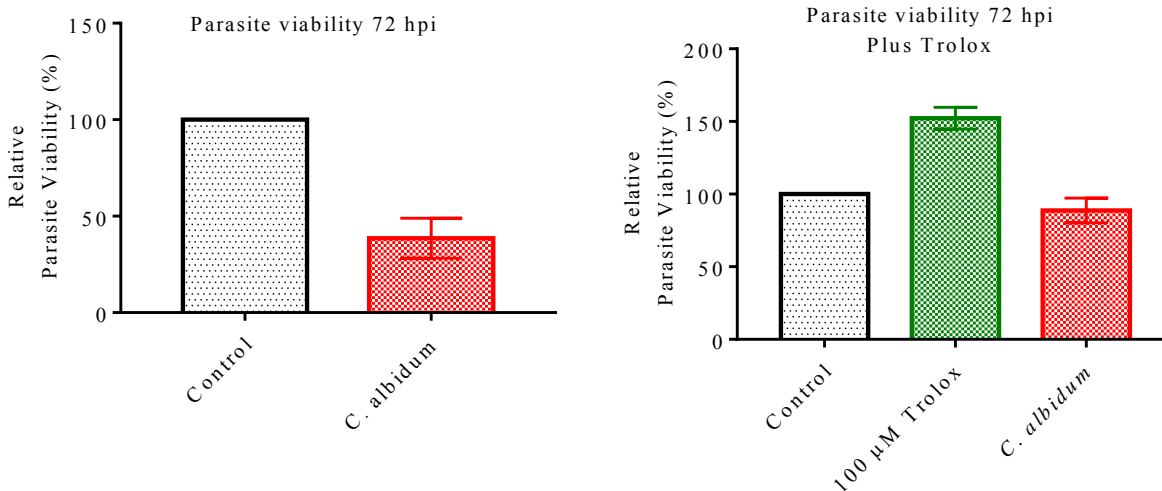 Parasite viability 72 hpi
Relative
Parasite Viability (%)
150
100
50
0
Control
C. albidum
Parasite viability 72 hpi
Plus Trolox
Relative
Parasite Viability (%)
200
150
100
50
0
Control
100 µM Trolox
C. albidum